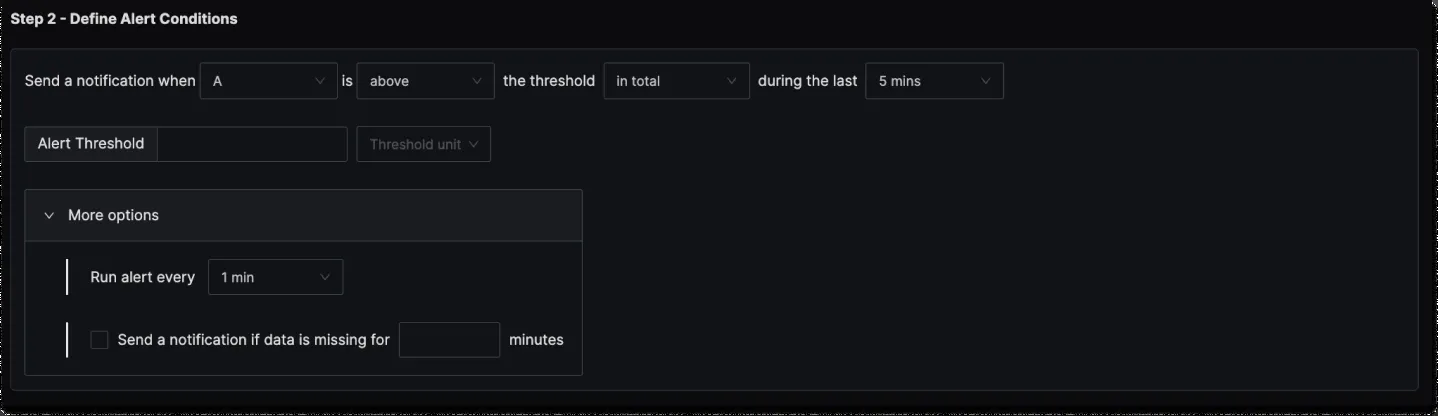 Step 2 - Define Alert Conditions
Send a notification when A is above the threshold in total during the last 5 mins
Alert Threshold Threshold unit
More options
Run alert every 1 min
Send a notification if data is missing for minutes